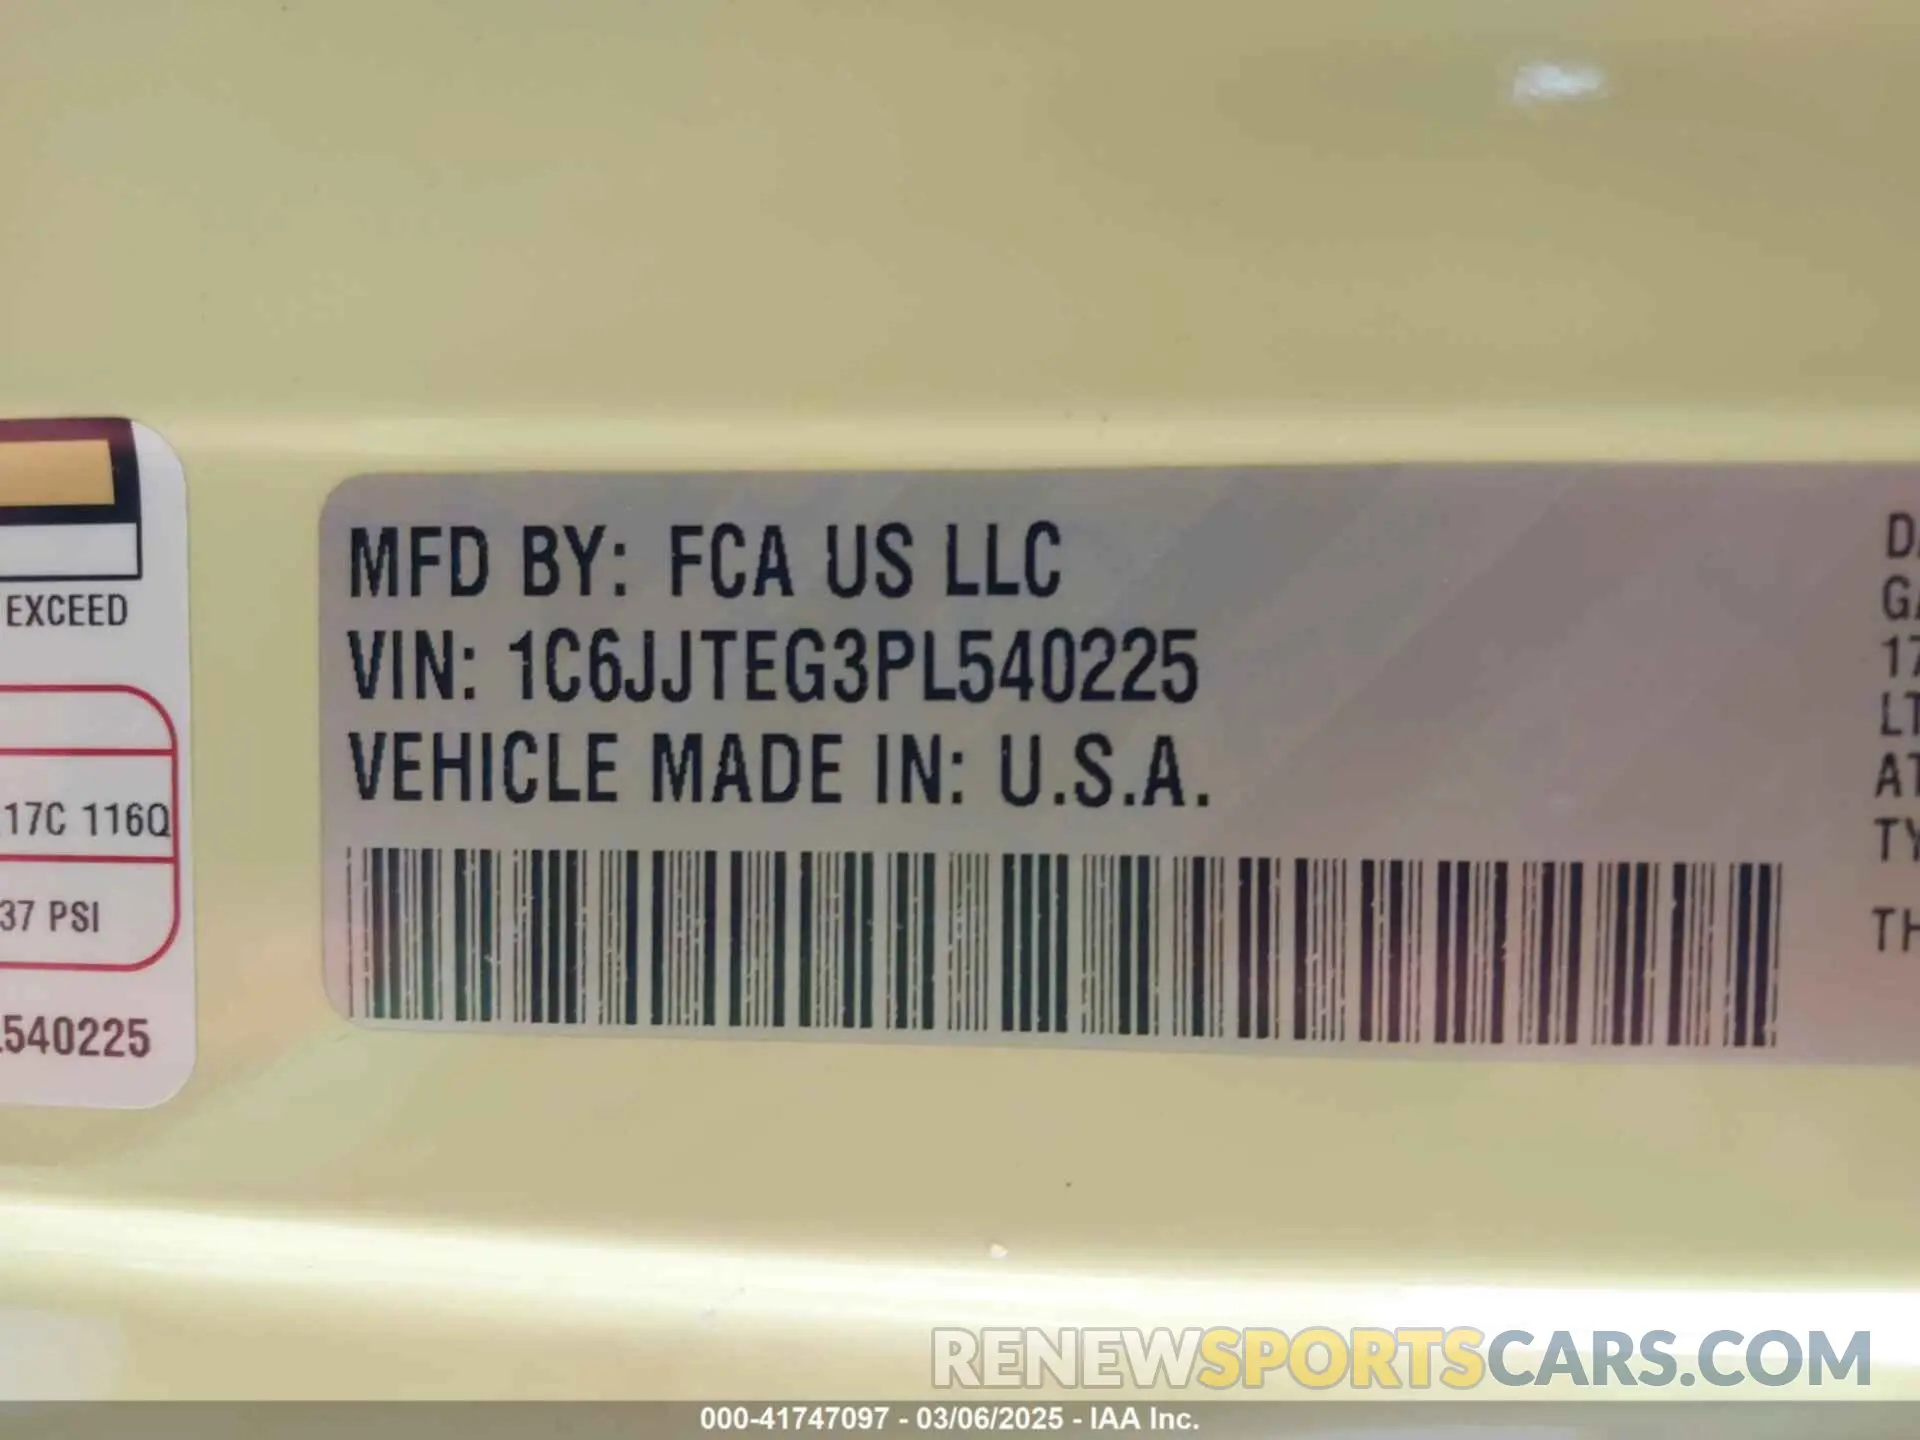 MFD BY: FCA US LLC
VIN: 1C6JJTEG3PL540225
VEHICLE MADE IN: U.S.A.
EXCEED
17C 116Q
37 PSI
L540225
RENEWSPORTSCARS.COM
000-41747097 - 03/06/2025 - IAA Inc.